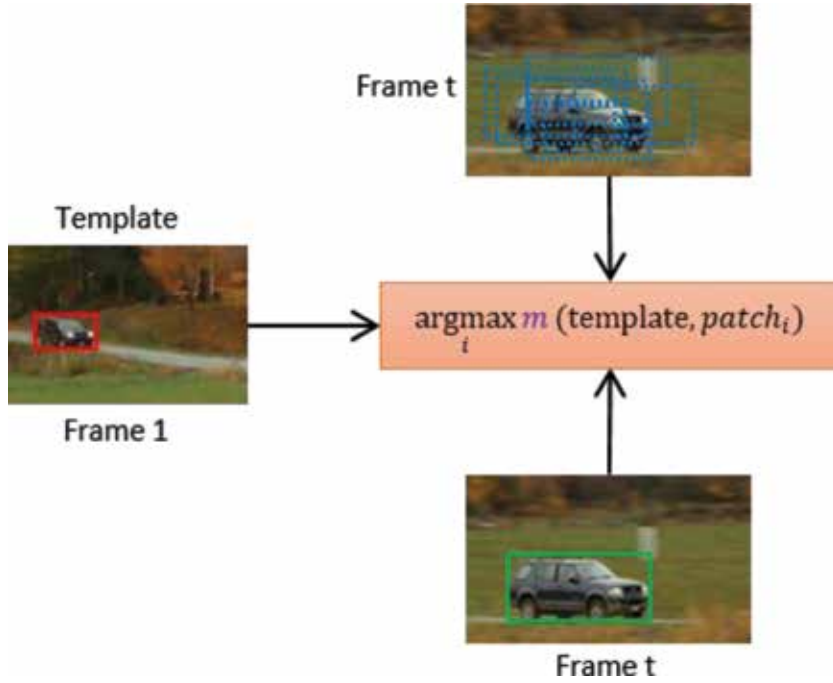 Frame t
Template
argmax m (template, patchᵢ)
i
Frame 1
Frame t